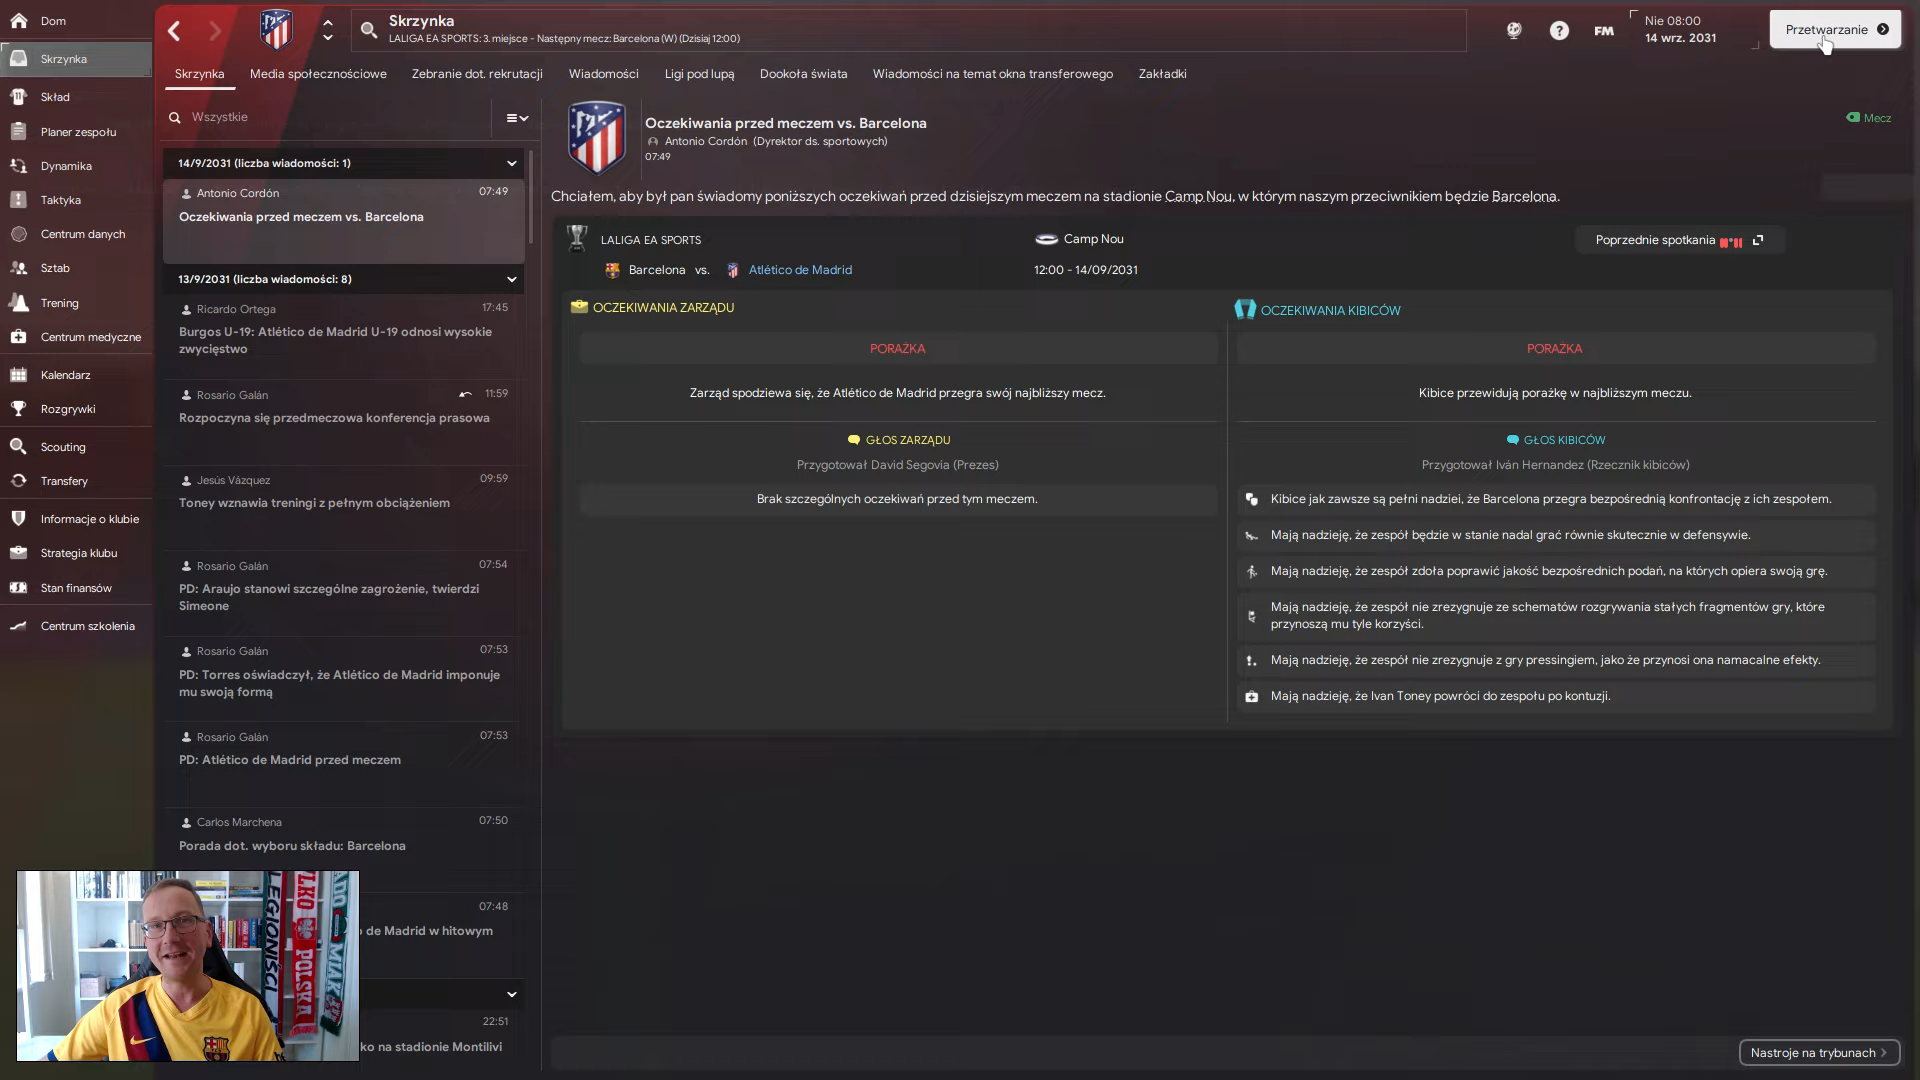 Dom
Skrzynka
Skład
Planer zespołu
Dynamika
Taktyka
Centrum danych
Sztab
Trening
Centrum medyczne
Kalendarz
Rozgrywki
Scouting
Transfery
Informacje o klubie
Strategia klubu
Stan finansów
Centrum szkolenia
Skrzynka
LALIGA EA SPORTS: 3. miejsce - Następny mecz: Barcelona (W) (Dzisiaj 12:00)
FM
Nie 08:00
14 wrz. 2031
Przetwarzanie
Skrzynka Media społecznościowe Zebranie dot. rekrutacji Wiadomości Ligi pod lupą Dookoła świata Wiadomości na temat okna transferowego Zakładki
Wszystkie
14/9/2031 (liczba wiadomości: 1)
Antonio Cordón 07:49
Oczekiwania przed meczem vs. Barcelona
13/9/2031 (liczba wiadomości: 8)
Ricardo Ortega 17:45
Burgos U-19: Atlético de Madrid U-19 odnosi wysokie
zwycięstwo
Rosario Galán 11:59
Rozpoczyna się przedmeczowa konferencja prasowa
Jesús Vázquez 09:59
Toney wznawia treningi z pełnym obciążeniem
Rosario Galán 07:54
PD: Araujo stanowi szczególne zagrożenie, twierdzi
Simeone
Rosario Galán 07:53
PD: Torres oświadczył, że Atlético de Madrid imponuje
mu swoją formą
Rosario Galán 07:53
PD: Atlético de Madrid przed meczem
Carlos Marchena 07:50
Porada dot. wyboru składu: Barcelona
07:48
de Madrid w hitowym
22:51
ko na stadionie Montilivi
Oczekiwania przed meczem vs. Barcelona
Antonio Cordón (Dyrektor ds. sportowych)
07:49
Mecz
Chciałem, aby był pan świadomy poniższych oczekiwań przed dzisiejszym meczem na stadionie Camp Nou, w którym naszym przeciwnikiem będzie Barcelona.
LALIGA EA SPORTS
Camp Nou
Poprzednie spotkania
Barcelona vs. Atlético de Madrid
12:00 - 14/09/2031
OCZEKIWANIA ZARZĄDU
PORAŻKA
Zarząd spodziewa się, że Atlético de Madrid przegra swój najbliższy mecz.
GŁOS ZARZĄDU
Przygotował David Segovia (Prezes)
Brak szczególnych oczekiwań przed tym meczem.
OCZEKIWANIA KIBICÓW
PORAŻKA
Kibice przewidują porażkę w najbliższym meczu.
GŁOS KIBICÓW
Przygotował Iván Hernandez (Rzecznik kibiców)
Kibice jak zawsze są pełni nadziei, że Barcelona przegra bezpośrednią konfrontację z ich zespołem.
Mają nadzieję, że zespół będzie w stanie nadal grać równie skutecznie w defensywie.
Mają nadzieję, że zespół zdoła poprawić jakość bezpośrednich podań, na których opiera swoją grę.
Mają nadzieję, że zespół nie zrezygnuje ze schematów rozgrywania stałych fragmentów gry, które
przynoszą mu tyle korzyści.
Mają nadzieję, że zespół nie zrezygnuje z gry pressingiem, jako że przynosi ona namacalne efekty.
Mają nadzieję, że Ivan Toney powróci do zespołu po kontuzji.
Nastroje na trybunach
LEGIONIŚCI
POLSKA